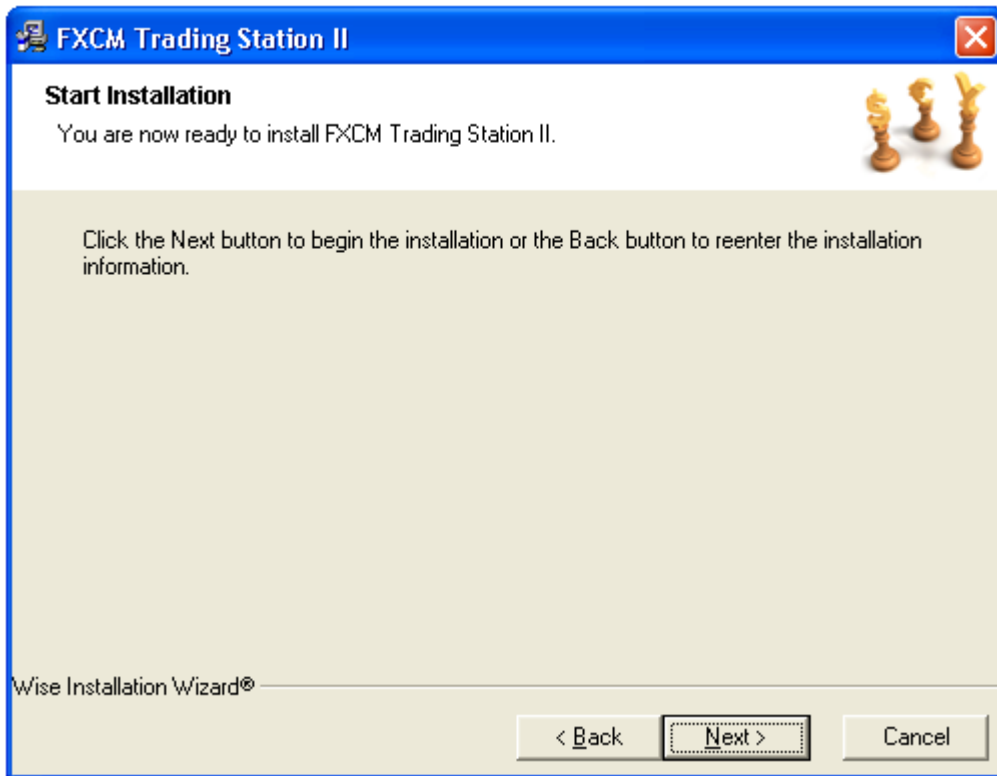 FXCM Trading Station II
Start Installation
You are now ready to install FXCM Trading Station II.
$ € ¥
Click the Next button to begin the installation or the Back button to reenter the installation
information.
Wise Installation Wizard®
< Back
Next >
Cancel